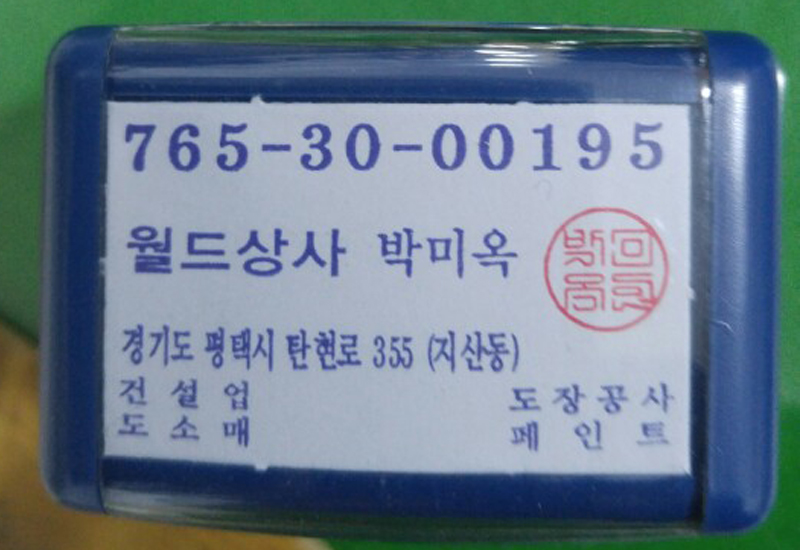 765-30-00195
월드상사 박미옥
경기도 평택시 탄현로 355 (지산동)
건설업 도장공사
도소매 페인트